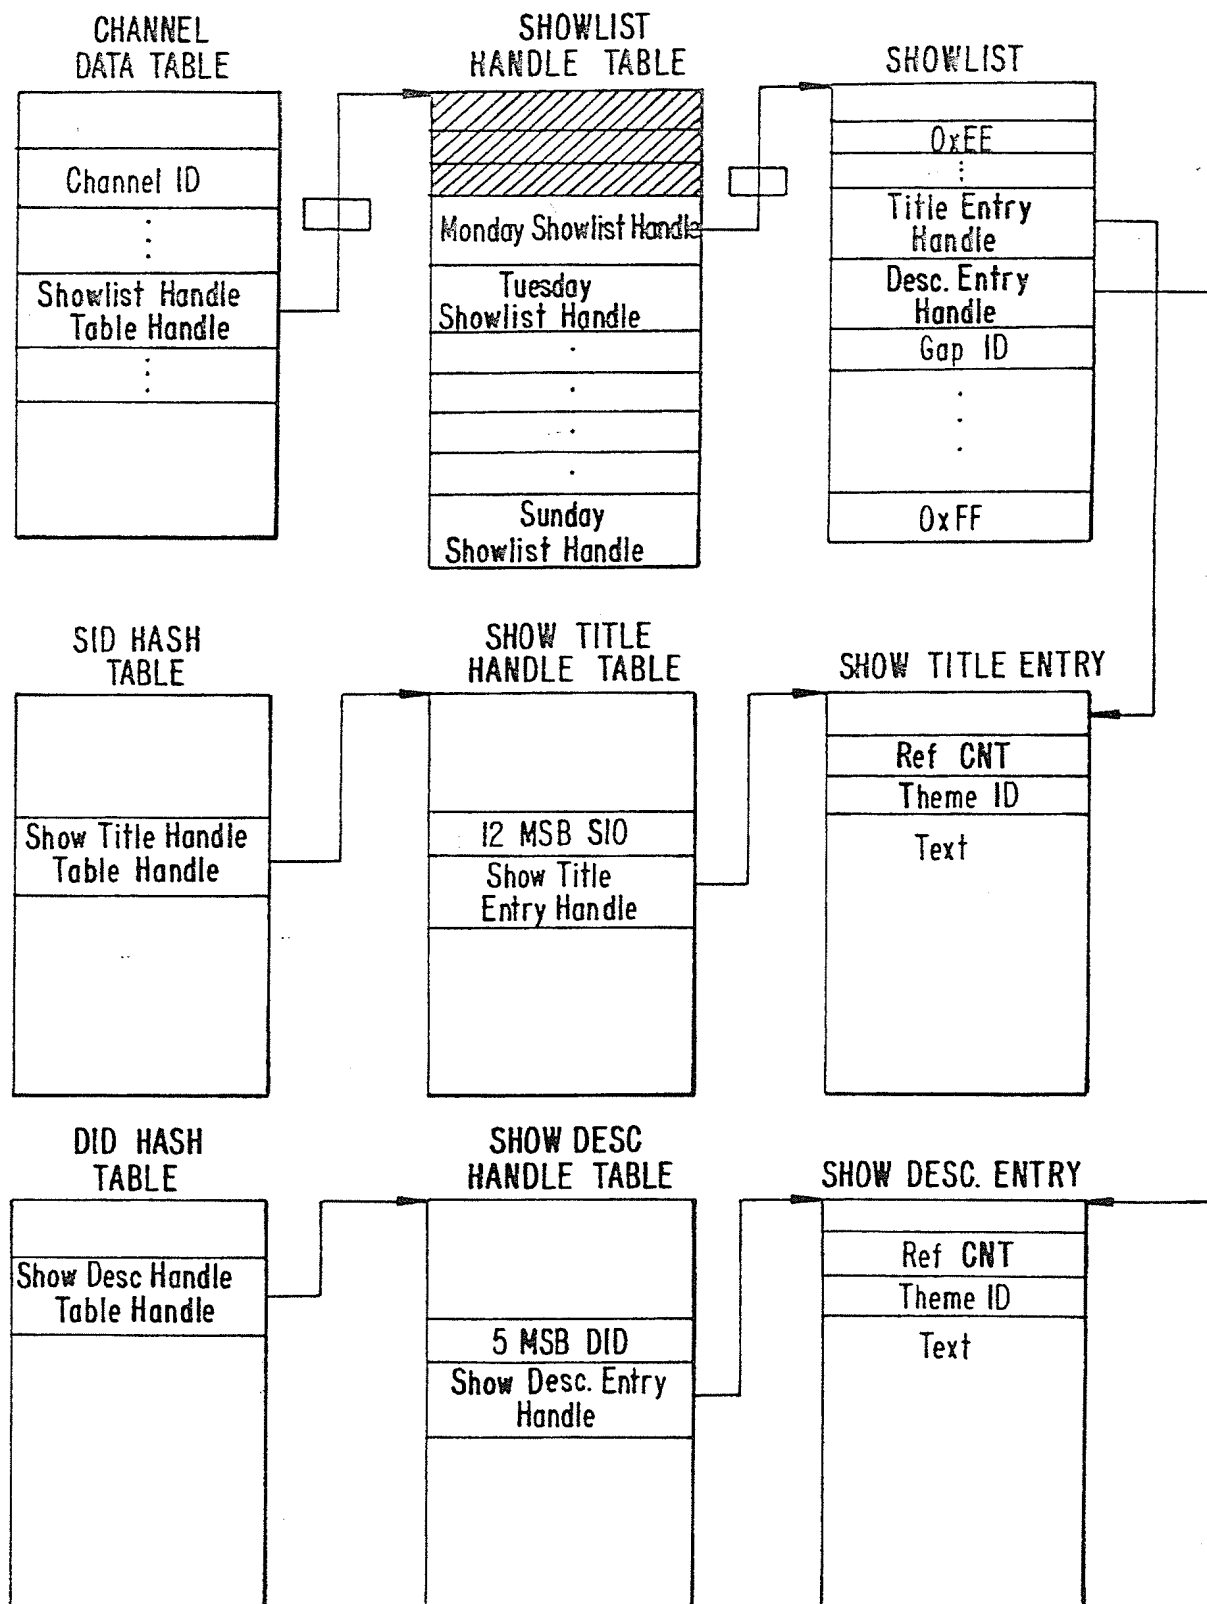 CHANNEL
DATA TABLE
Channel ID
Showlist Handle
Table Handle
SHOWLIST
HANDLE TABLE
Monday Showlist Handle
Tuesday
Showlist Handle
Sunday
Showlist Handle
SHOWLIST
0xEE
Title Entry
Handle
Desc. Entry
Handle
Gap ID
0xFF
SID HASH
TABLE
Show Title Handle
Table Handle
SHOW TITLE
HANDLE TABLE
12 MSB SIO
Show Title
Entry Handle
SHOW TITLE ENTRY
Ref CNT
Theme ID
Text
DID HASH
TABLE
Show Desc Handle
Table Handle
SHOW DESC
HANDLE TABLE
5 MSB DID
Show Desc. Entry
Handle
SHOW DESC. ENTRY
Ref CNT
Theme ID
Text